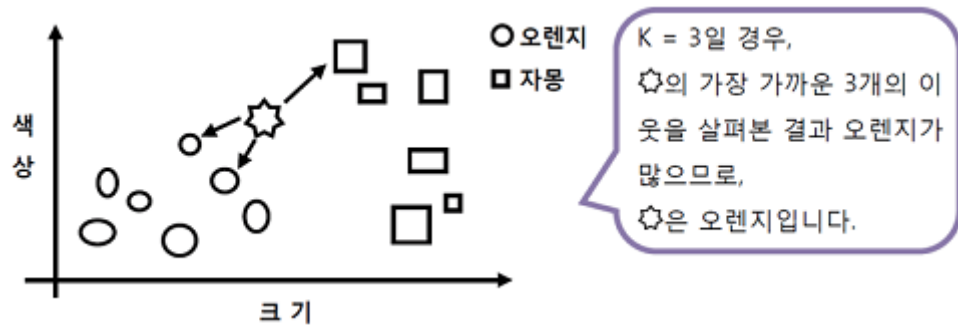 오렌지
자몽
색
상
크 기
K = 3일 경우,
의 가장 가까운 3개의 이
웃을 살펴본 결과 오렌지가
많으므로,
은 오렌지입니다.